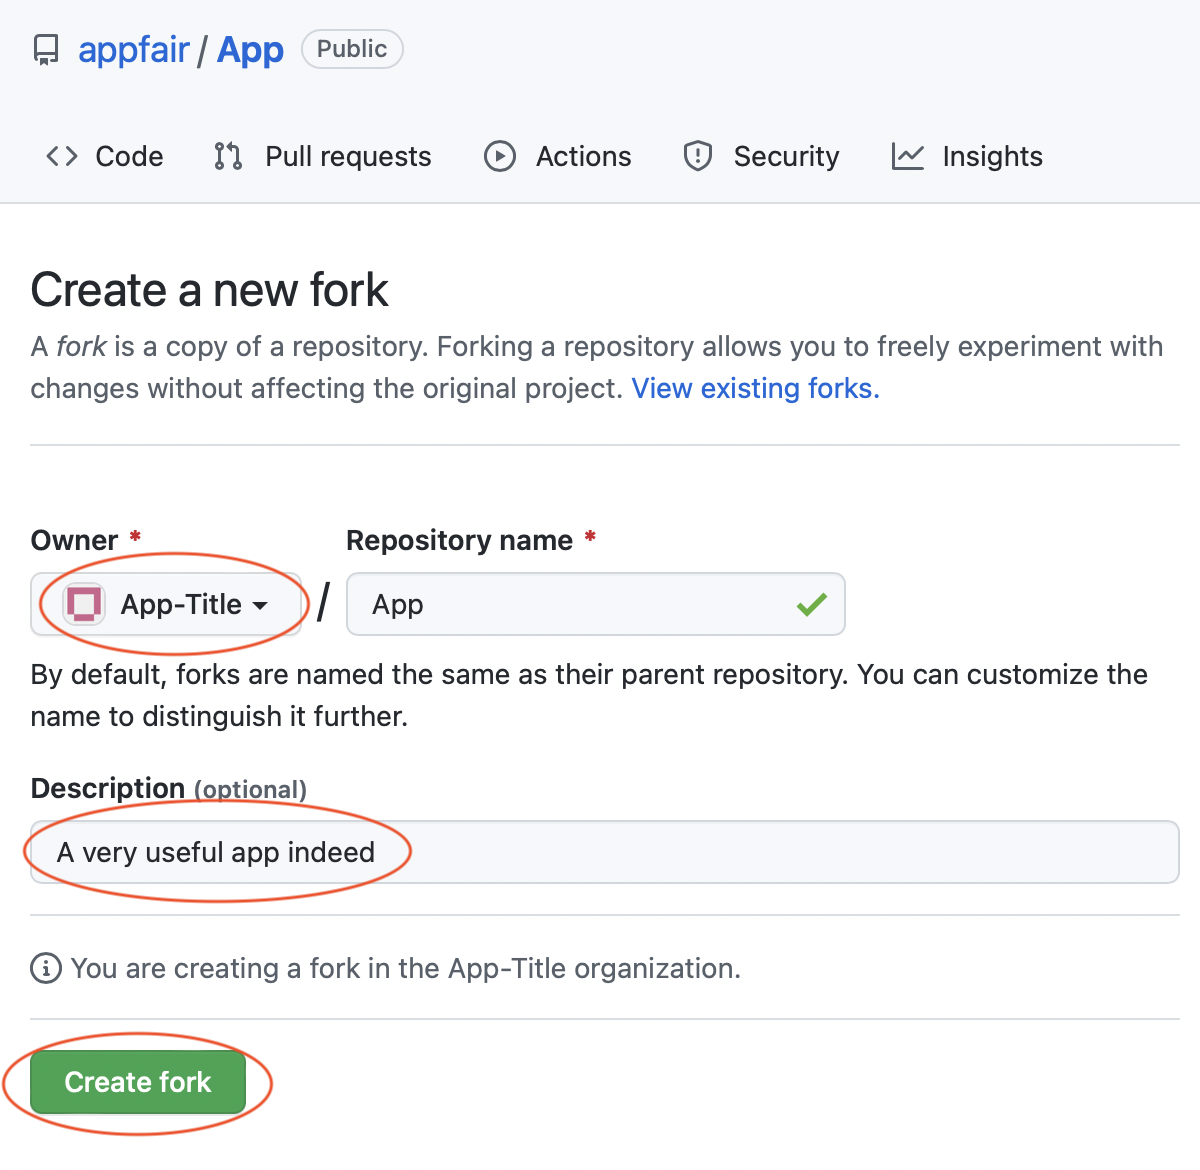 appfair / App Public
Code Pull requests Actions Security Insights
Create a new fork
A fork is a copy of a repository. Forking a repository allows you to freely experiment with
changes without affecting the original project. View existing forks.
Owner * Repository name *
App-Title / App
By default, forks are named the same as their parent repository. You can customize the
name to distinguish it further.
Description (optional)
A very useful app indeed
You are creating a fork in the App-Title organization.
Create fork